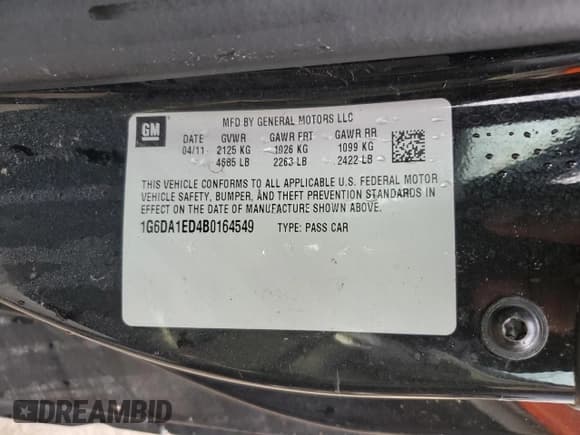 GM
MFD BY GENERAL MOTORS LLC
DATE GVWR GAWR FRT GAWR RR
04/11 2125 KG 1026 KG 1099 KG
4685 LB 2263 LB 2422 LB
THIS VEHICLE CONFORMS TO ALL APPLICABLE U.S. FEDERAL MOTOR
VEHICLE SAFETY, BUMPER, AND THEFT PREVENTION STANDARDS IN
EFFECT ON THE DATE OF MANUFACTURE SHOWN ABOVE.
1G6DA1ED4B0164549 TYPE: PASS CAR
DREAMBID